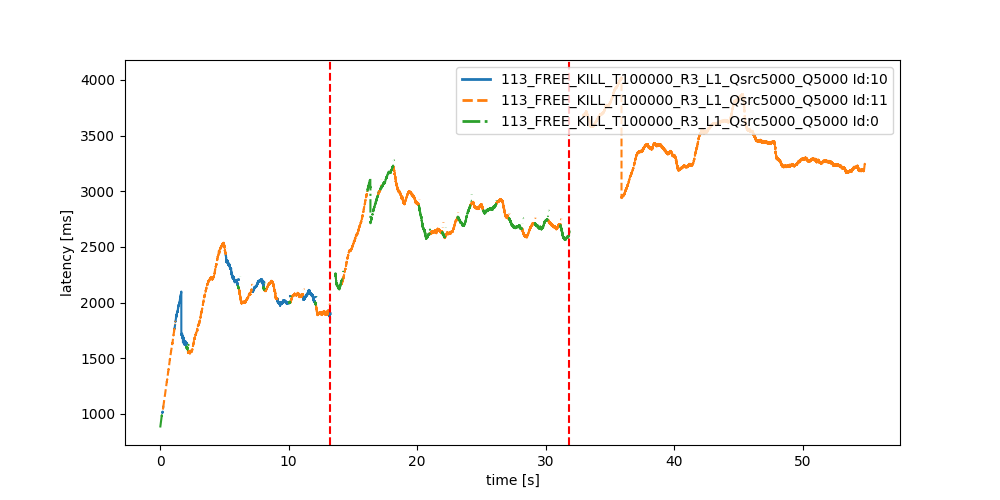 4000
3500
3000
2500
2000
1500
1000
latency [ms]
113_FREE_KILL_T100000_R3_L1_Qsrc5000_Q5000 Id:10
113_FREE_KILL_T100000_R3_L1_Qsrc5000_Q5000 Id:11
113_FREE_KILL_T100000_R3_L1_Qsrc5000_Q5000 Id:0
0 10 20 30 40 50
time [s]